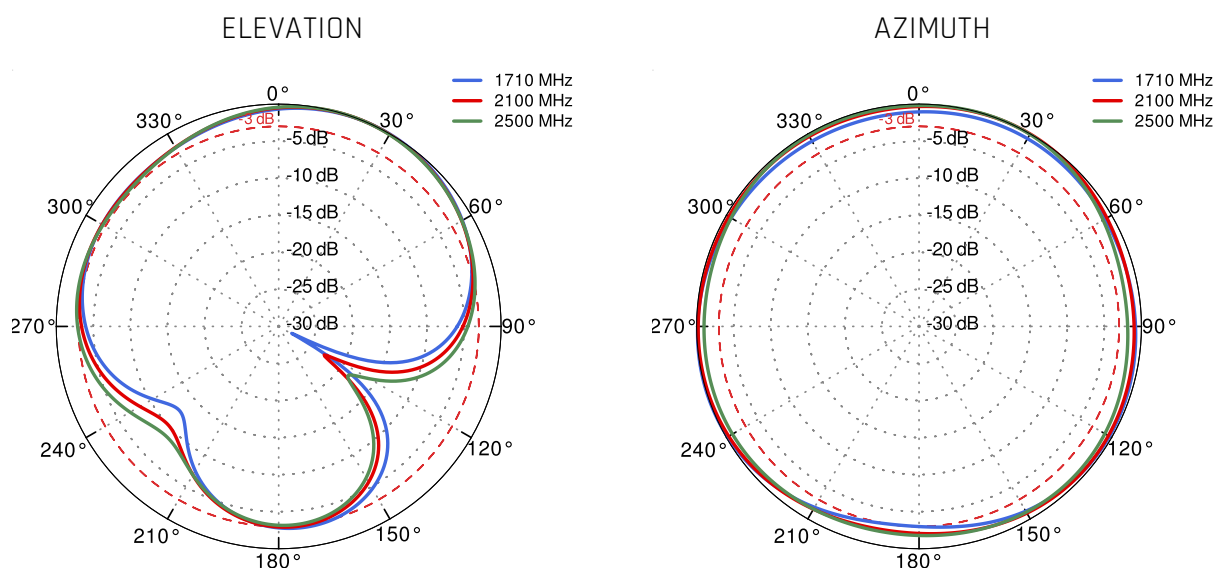 ELEVATION
1710 MHz
2100 MHz
2500 MHz
0°
-3 dB
330°
30°
-5 dB
-10 dB
300°
60°
-15 dB
-20 dB
-25 dB
-30 dB
270°
90°
240°
120°
210°
150°
180°
AZIMUTH
1710 MHz
2100 MHz
2500 MHz
0°
-3 dB
330°
30°
-5 dB
-10 dB
300°
60°
-15 dB
-20 dB
-25 dB
-30 dB
270°
90°
240°
120°
210°
150°
180°